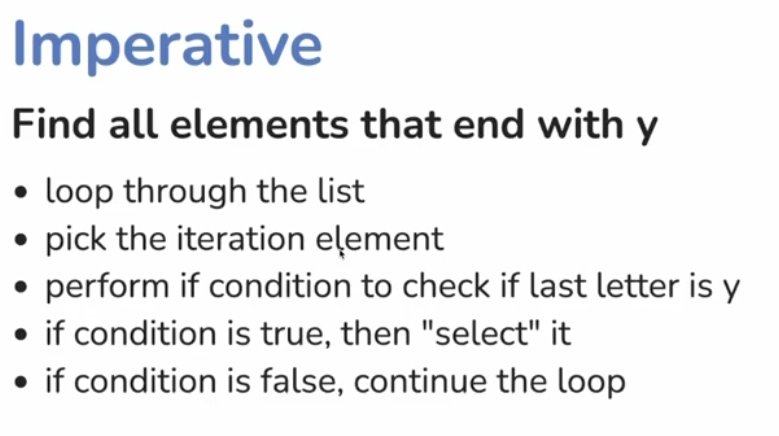 Imperative
Find all elements that end with y
• loop through the list
• pick the iteration element
• perform if condition to check if last letter is y
• if condition is true, then "select" it
• if condition is false, continue the loop